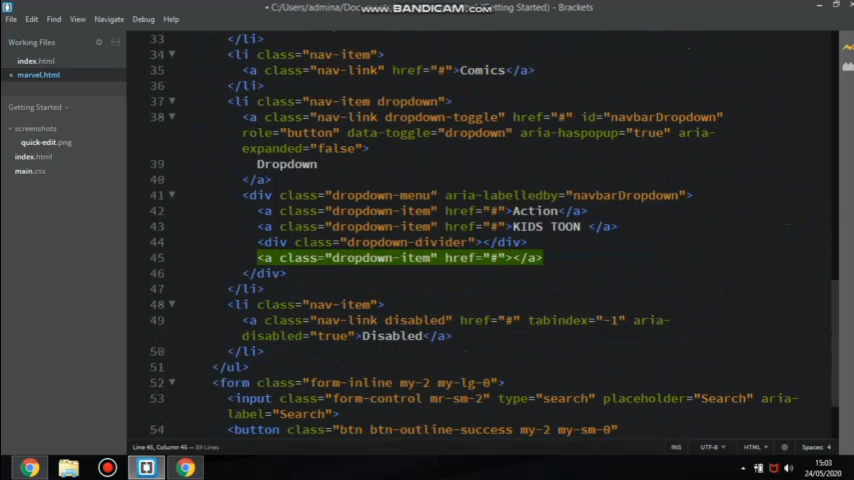 C:/Users/admina/Docum
www.BANDICAM.com
Getting Started) - Brackets
File Edit Find View Navigate Debug Help
Working Files
index.html
marvel.html
Getting Started
screenshots
quick-edit.png
index.html
main.css
33 </li>
34 <li class="nav-item">
35 <a class="nav-link" href="#">Comics</a>
36 </li>
37 <li class="nav-item dropdown">
38 <a class="nav-link dropdown-toggle" href="#" id="navbarDropdown"
role="button" data-toggle="dropdown" aria-haspopup="true" aria-
expanded="false">
39 Dropdown
40 </a>
41 <div class="dropdown-menu" aria-labelledby="navbarDropdown">
42 <a class="dropdown-item" href="#">Action</a>
43 <a class="dropdown-item" href="#">KIDS TOON </a>
44 <div class="dropdown-divider"></div>
45 <a class="dropdown-item" href="#"></a>
46 </div>
47 </li>
48 <li class="nav-item">
49 <a class="nav-link disabled" href="#" tabindex="-1" aria-
disabled="true">Disabled</a>
50 </li>
51 </ul>
52 <form class="form-inline my-2 my-lg-0">
53 <input class="form-control mr-sm-2" type="search" placeholder="Search" aria-
label="Search">
54 <button class="btn btn-outline-success my-2 my-sm-0"
Line 45, Column 45 — 59 Lines
INS UTF-8 HTML Spaces: 4
15:03
24/05/2020